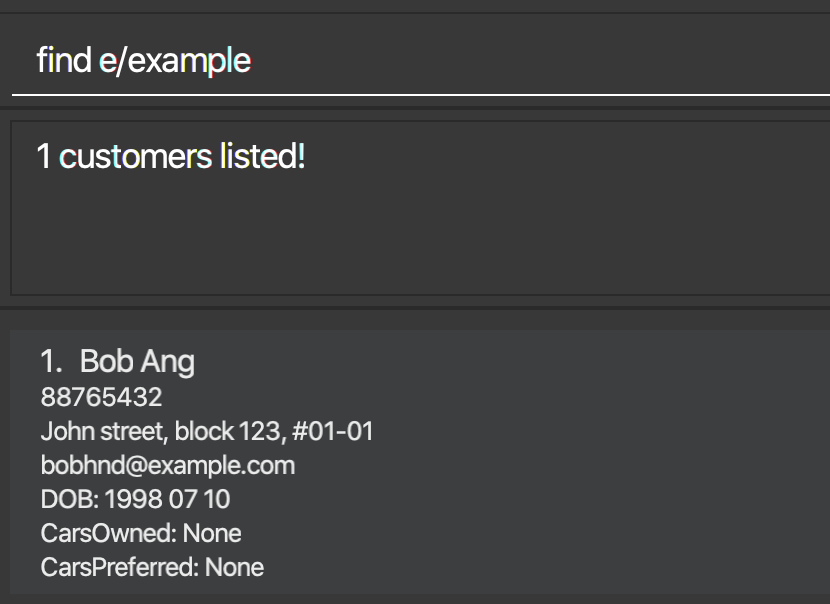 find e/example
1 customers listed!
1. Bob Ang
88765432
John street, block 123, #01-01
bobhnd@example.com
DOB: 1998 07 10
CarsOwned: None
CarsPreferred: None